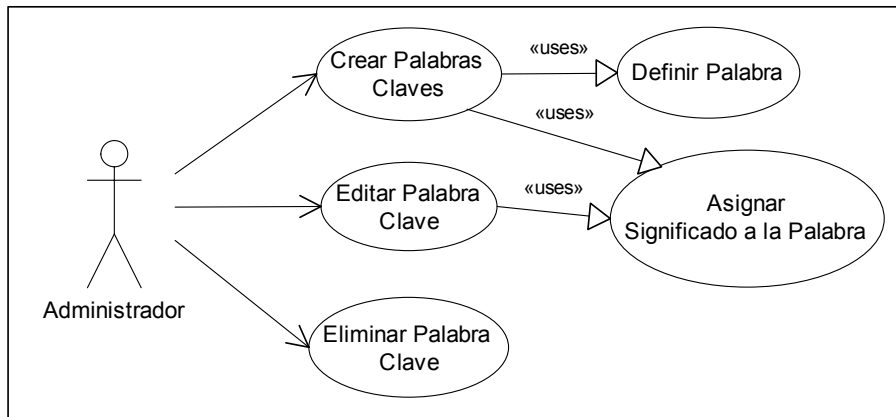 Crear Palabras
Claves
«uses»
Definir Palabra
«uses»
Editar Palabra
Clave
«uses»
Asignar
Significado a la Palabra
Administrador
Eliminar Palabra
Clave